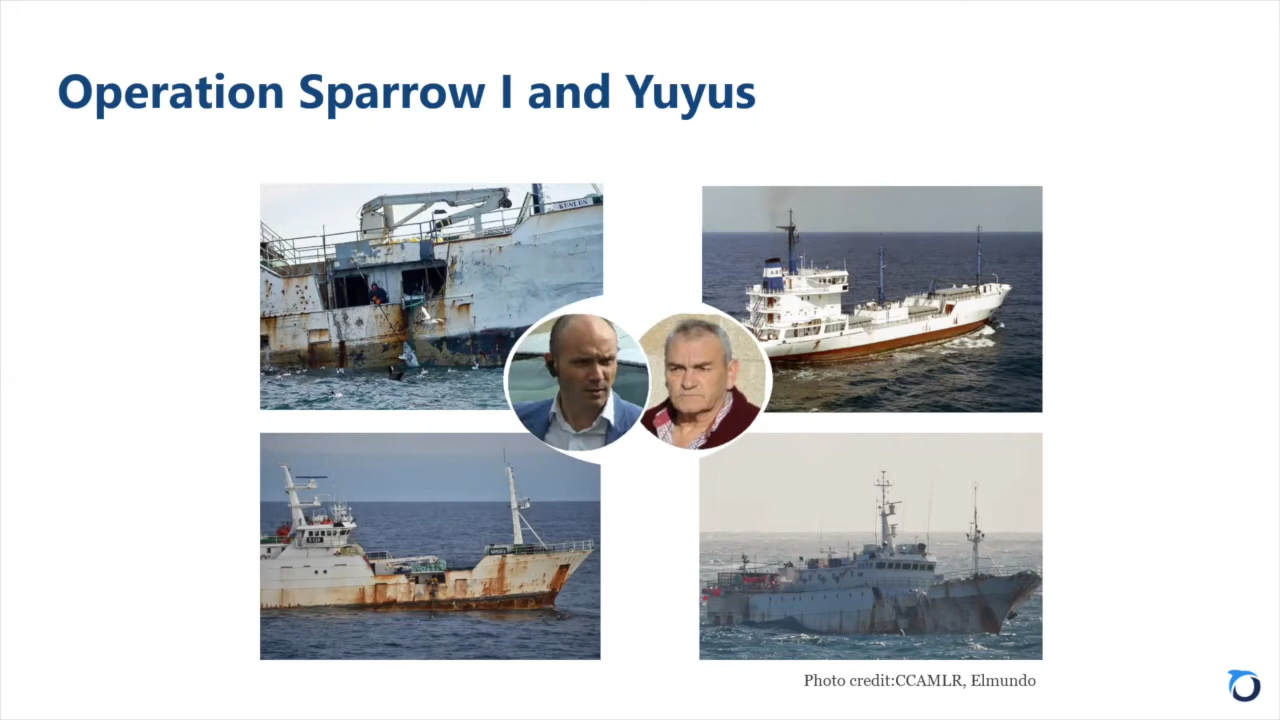 Operation Sparrow I and Yuyus
KUNLUN
Photo credit:CCAMLR, Elmundo